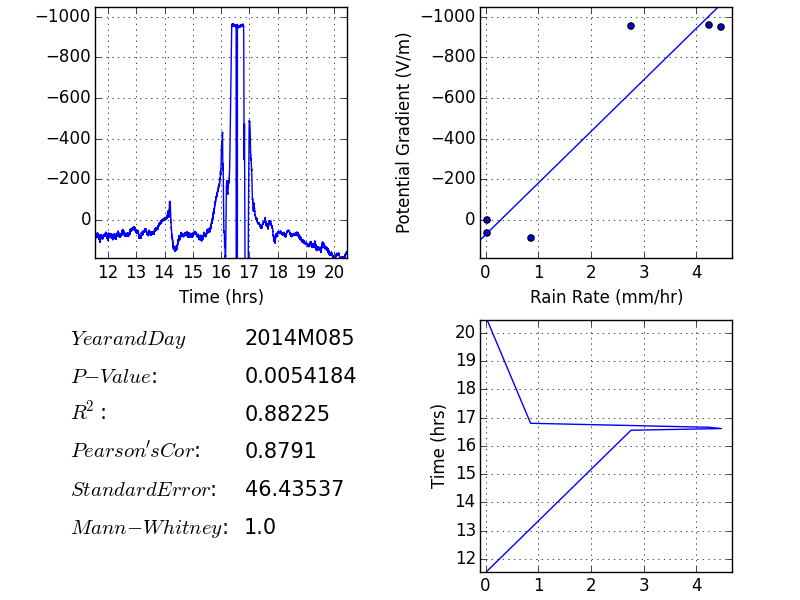 −1000
−800
−600
−400
−200
0
12 13 14 15 16 17 18 19 20
Time (hrs)
Potential Gradient (V/m)
−1000
−800
−600
−400
−200
0
0 1 2 3 4
Rain Rate (mm/hr)
YearandDay 2014M085
P−Value: 0.0054184
R²: 0.88225
Pearson'sCor: 0.8791
StandardError: 46.43537
Mann−Whitney: 1.0
Time (hrs)
20
19
18
17
16
15
14
13
12
0 1 2 3 4